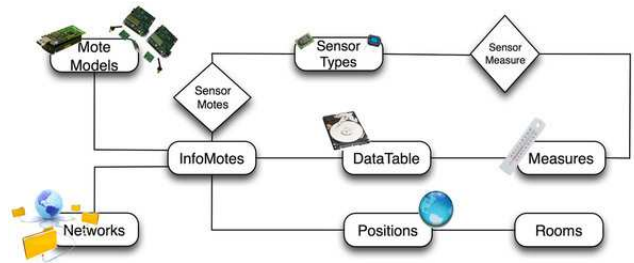 Mote
Models
Sensor
Types
Sensor
Measure
Sensor
Motes
InfoMotes
DataTable
Measures
Networks
Positions
Rooms